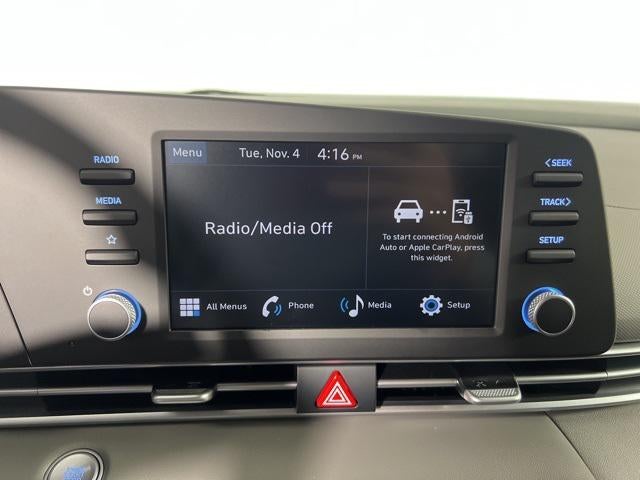 RADIO
MEDIA
Menu Tue, Nov. 4 4:16 PM
Radio/Media Off
To start connecting Android
Auto or Apple CarPlay, press
this widget.
All Menus Phone Media Setup
<SEEK
TRACK>
SETUP